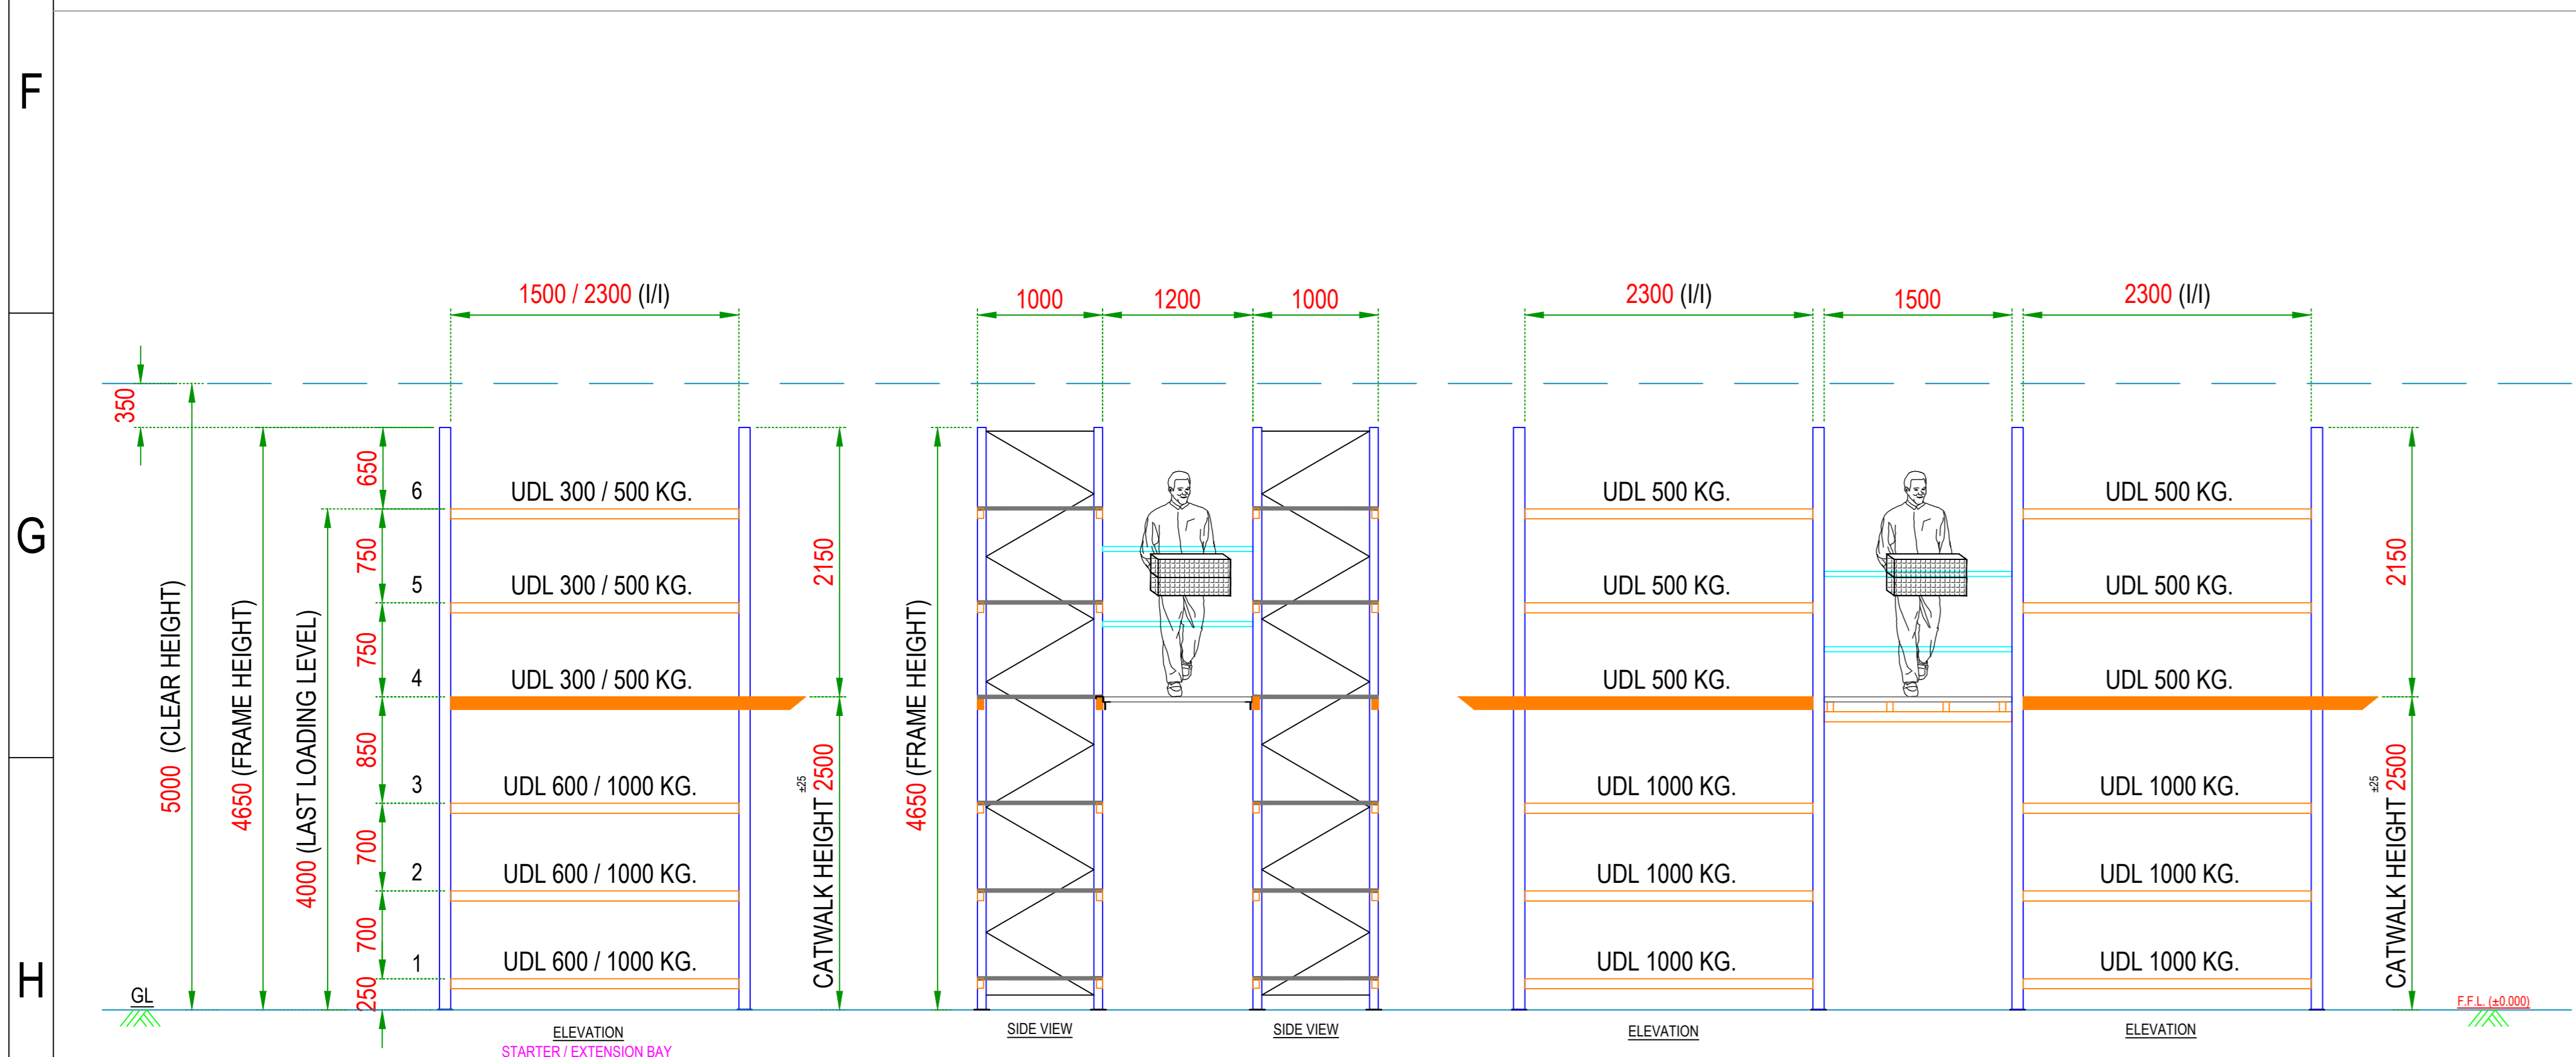 F
G
H
1500 / 2300 (I/I)
1000
1200
1000
2300 (I/I)
1500
2300 (I/I)
350
5000 (CLEAR HEIGHT)
4650 (FRAME HEIGHT)
4000 (LAST LOADING LEVEL)
650
750
750
850
700
700
250
6
5
4
3
2
1
UDL 300 / 500 KG.
UDL 300 / 500 KG.
UDL 300 / 500 KG.
UDL 600 / 1000 KG.
UDL 600 / 1000 KG.
UDL 600 / 1000 KG.
2150
CATWALK HEIGHT 2500 ±25
4650 (FRAME HEIGHT)
UDL 500 KG.
UDL 500 KG.
UDL 500 KG.
UDL 1000 KG.
UDL 1000 KG.
UDL 1000 KG.
UDL 500 KG.
UDL 500 KG.
UDL 500 KG.
UDL 1000 KG.
UDL 1000 KG.
UDL 1000 KG.
2150
CATWALK HEIGHT 2500 ±25
GL
F.F.L. (±0.000)
ELEVATION
STARTER / EXTENSION BAY
SIDE VIEW
SIDE VIEW
ELEVATION
ELEVATION